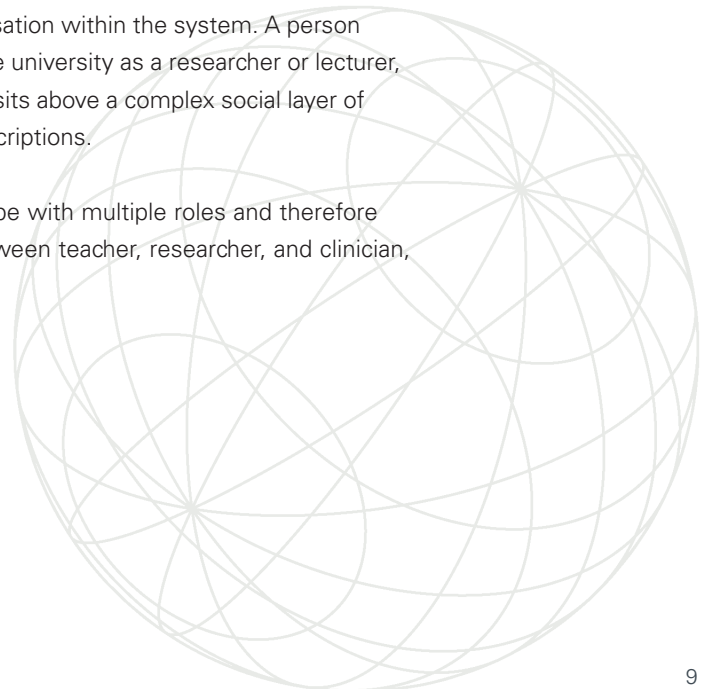 sation within the system. A person
e university as a researcher or lecturer,
sits above a complex social layer of
criptions.
be with multiple roles and therefore
ween teacher, researcher, and clinician,
9